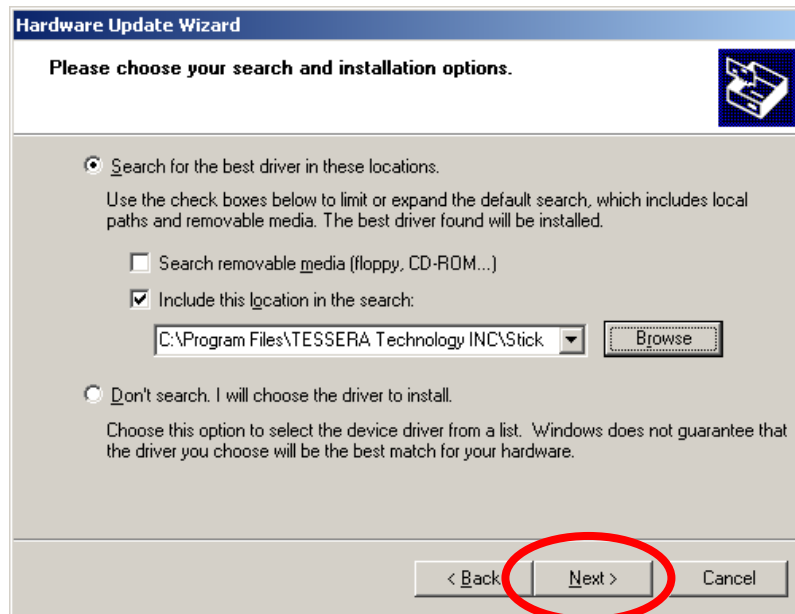 Hardware Update Wizard
Please choose your search and installation options.
Search for the best driver in these locations.
Use the check boxes below to limit or expand the default search, which includes local
paths and removable media. The best driver found will be installed.
Search removable media (floppy, CD-ROM...)
Include this location in the search:
C:\Program Files\TESSERA Technology INC\Stick
Browse
Don't search. I will choose the driver to install.
Choose this option to select the device driver from a list. Windows does not guarantee that
the driver you choose will be the best match for your hardware.
< Back
Next >
Cancel